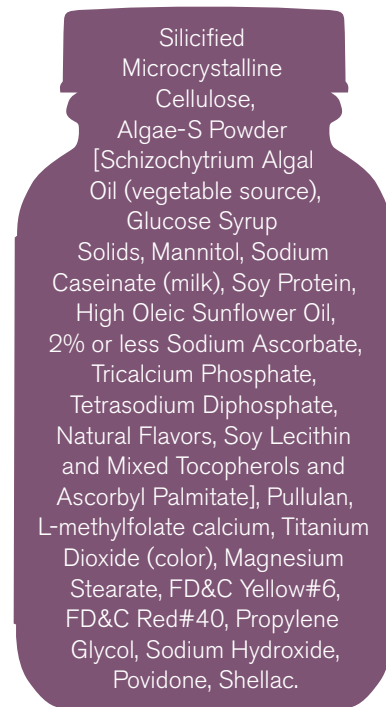 Silicified
Microcrystalline
Cellulose,
Algae-S Powder
[Schizochytrium Algal
Oil (vegetable source),
Glucose Syrup
Solids, Mannitol, Sodium
Caseinate (milk), Soy Protein,
High Oleic Sunflower Oil,
2% or less Sodium Ascorbate,
Tricalcium Phosphate,
Tetrasodium Diphosphate,
Natural Flavors, Soy Lecithin
and Mixed Tocopherols and
Ascorbyl Palmitate], Pullulan,
L-methylfolate calcium, Titanium
Dioxide (color), Magnesium
Stearate, FD&C Yellow#6,
FD&C Red#40, Propylene
Glycol, Sodium Hydroxide,
Povidone, Shellac.